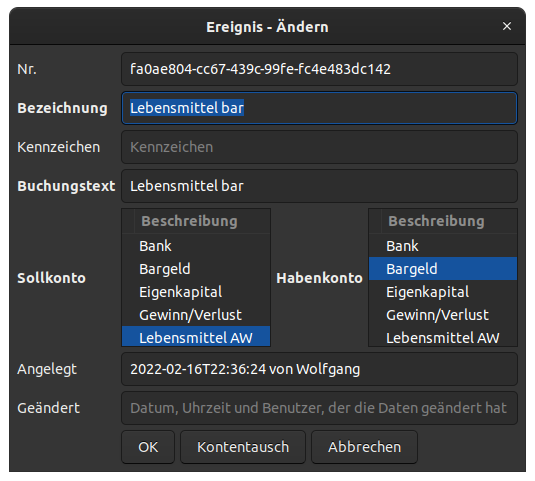 Ereignis - Ändern ×
Nr. fa0ae804-cc67-439c-99fe-fc4e483dc142
Bezeichnung Lebensmittel bar
Kennzeichen Kennzeichen
Buchungstext Lebensmittel bar
Sollkonto
Beschreibung
Bank
Bargeld
Eigenkapital
Gewinn/Verlust
Lebensmittel AW
Habenkonto
Beschreibung
Bank
Bargeld
Eigenkapital
Gewinn/Verlust
Lebensmittel AW
Angelegt 2022-02-16T22:36:24 von Wolfgang
Geändert Datum, Uhrzeit und Benutzer, der die Daten geändert hat
OK Kontentausch Abbrechen